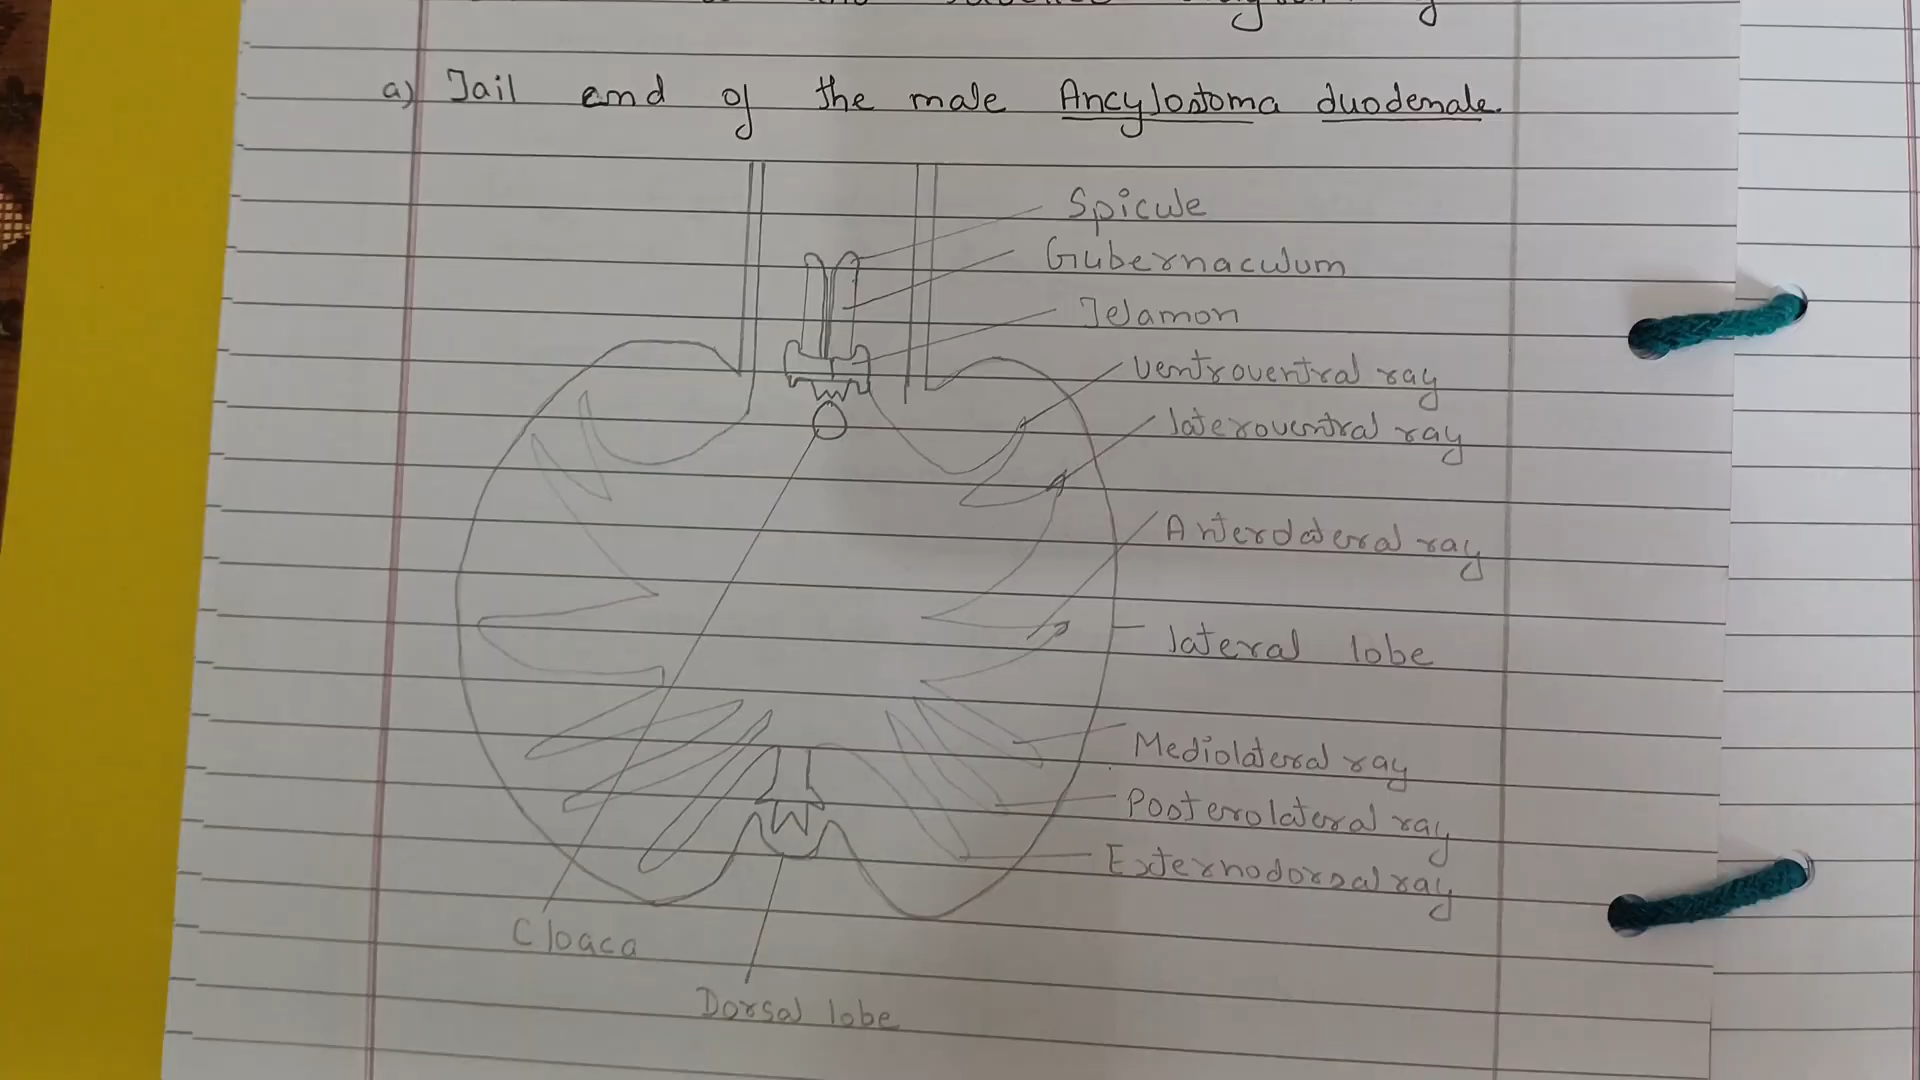 a) Tail end of the male Ancylostoma duodenale.
Spicule
Gubernaculum
Telamon
Ventroventral ray
lateroventral ray
Anterolateral ray
lateral lobe
Mediolateral ray
Posterolateral ray
Externodorsal ray
Cloaca
Dorsal lobe